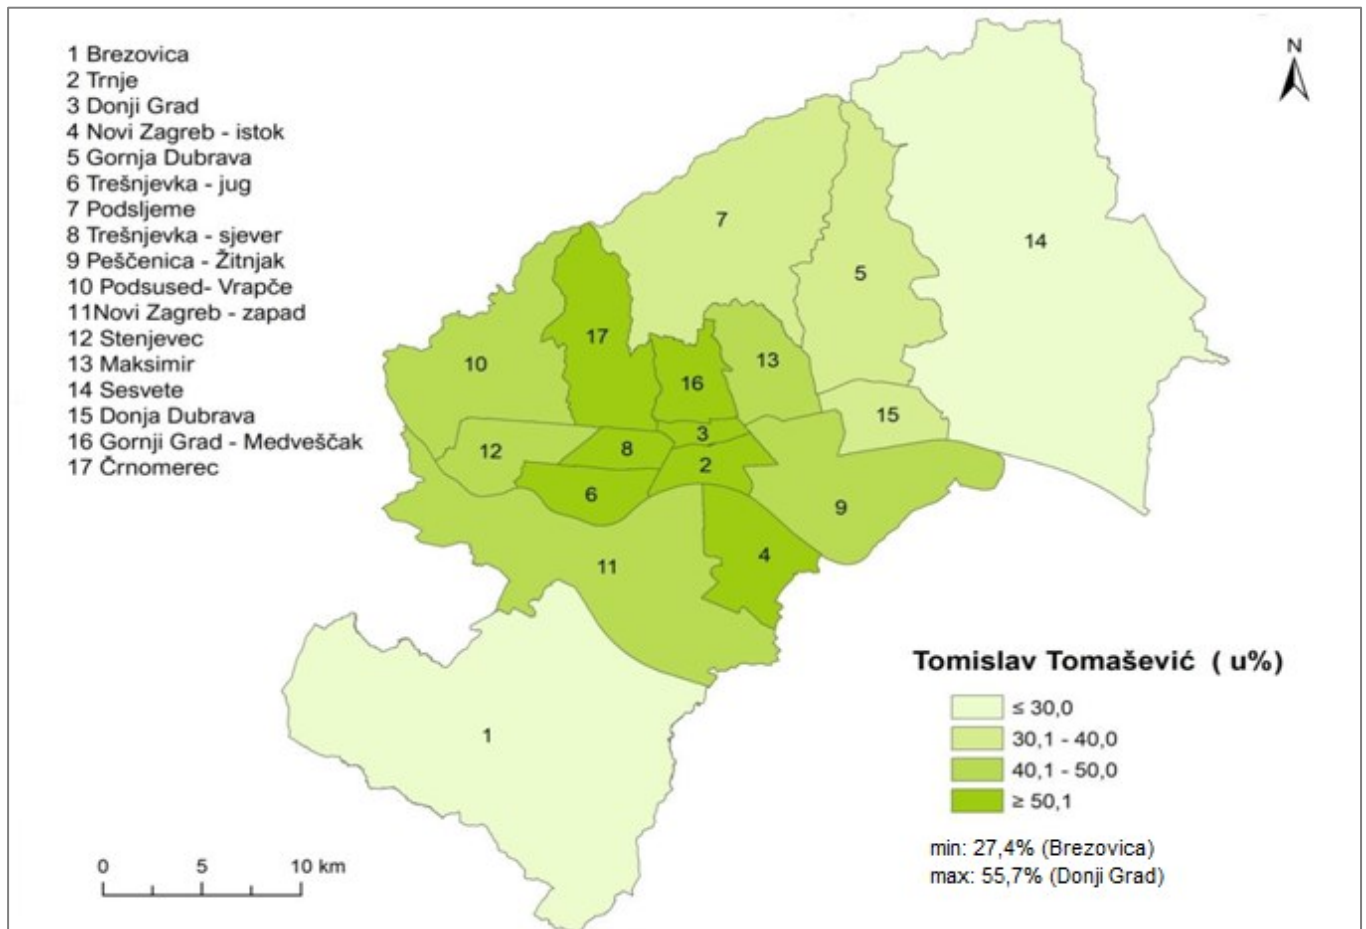 1 Brezovica
2 Trnje
3 Donji Grad
4 Novi Zagreb - istok
5 Gornja Dubrava
6 Trešnjevka - jug
7 Podsljeme
8 Trešnjevka - sjever
9 Peščenica - Žitnjak
10 Podsused- Vrapče
11Novi Zagreb - zapad
12 Stenjevec
13 Maksimir
14 Sesvete
15 Donja Dubrava
16 Gornji Grad - Medveščak
17 Črnomerec
N
7
14
5
17
13
10
16
15
3
8
12
2
6
9
4
11
1
Tomislav Tomašević ( u%)
≤ 30,0
30,1 - 40,0
40,1 - 50,0
≥ 50,1
min: 27,4% (Brezovica)
max: 55,7% (Donji Grad)
0 5 10 km